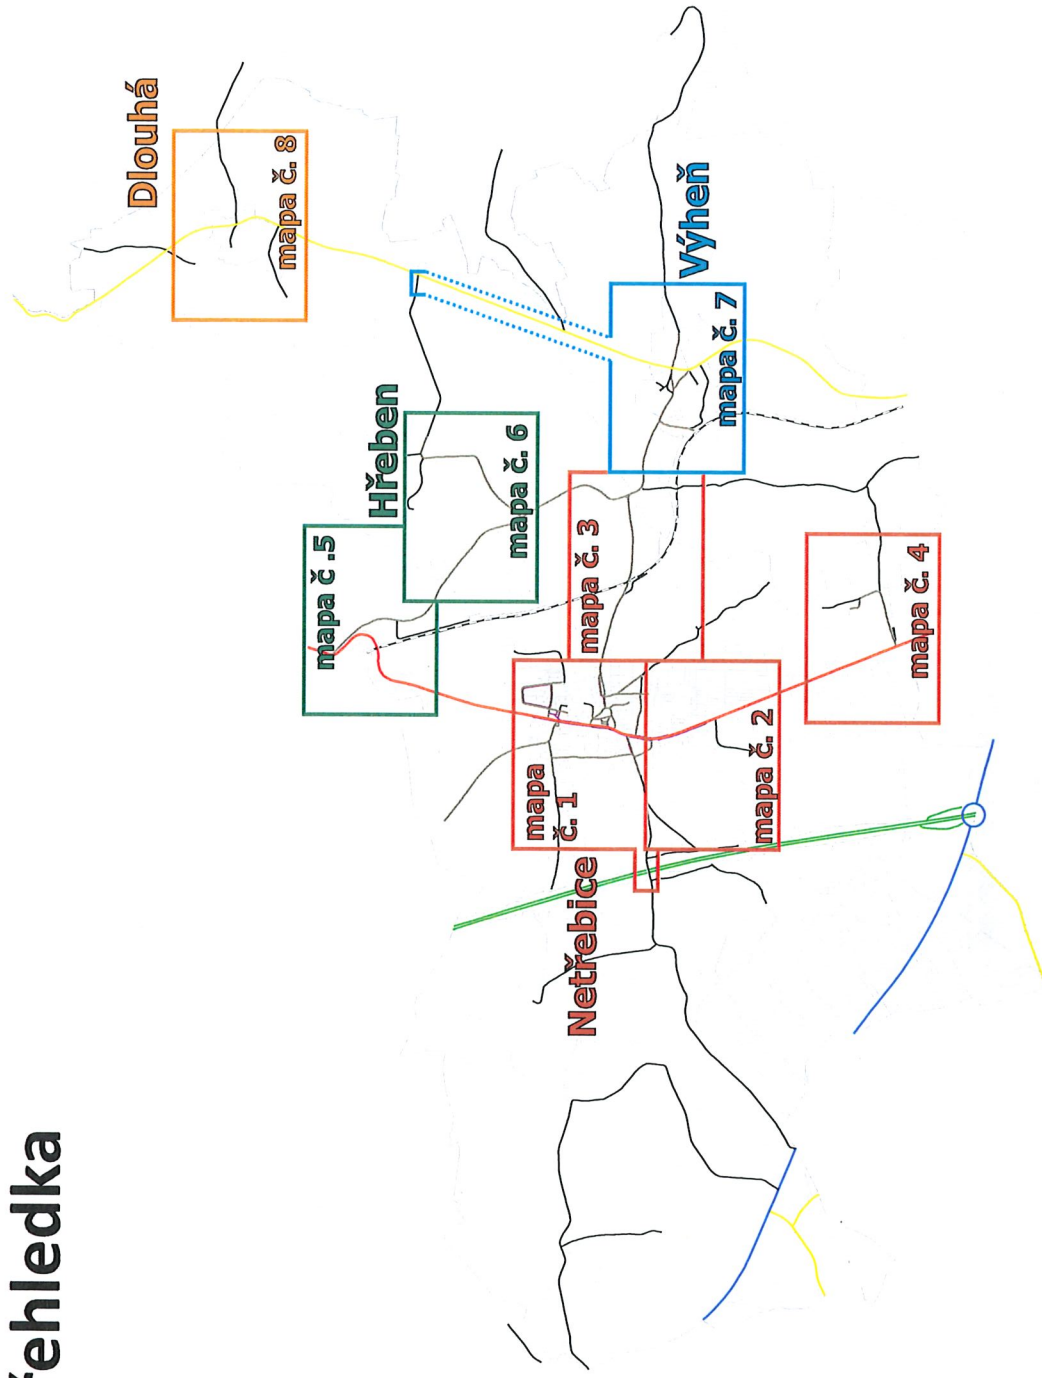 řehledka
Dlouhá
mapa č. 8
mapa č .5
Hřeben
mapa č. 6
mapa
č. 1
Netřebice
mapa č. 3
Výheň
mapa č. 7
mapa č. 2
mapa č. 4